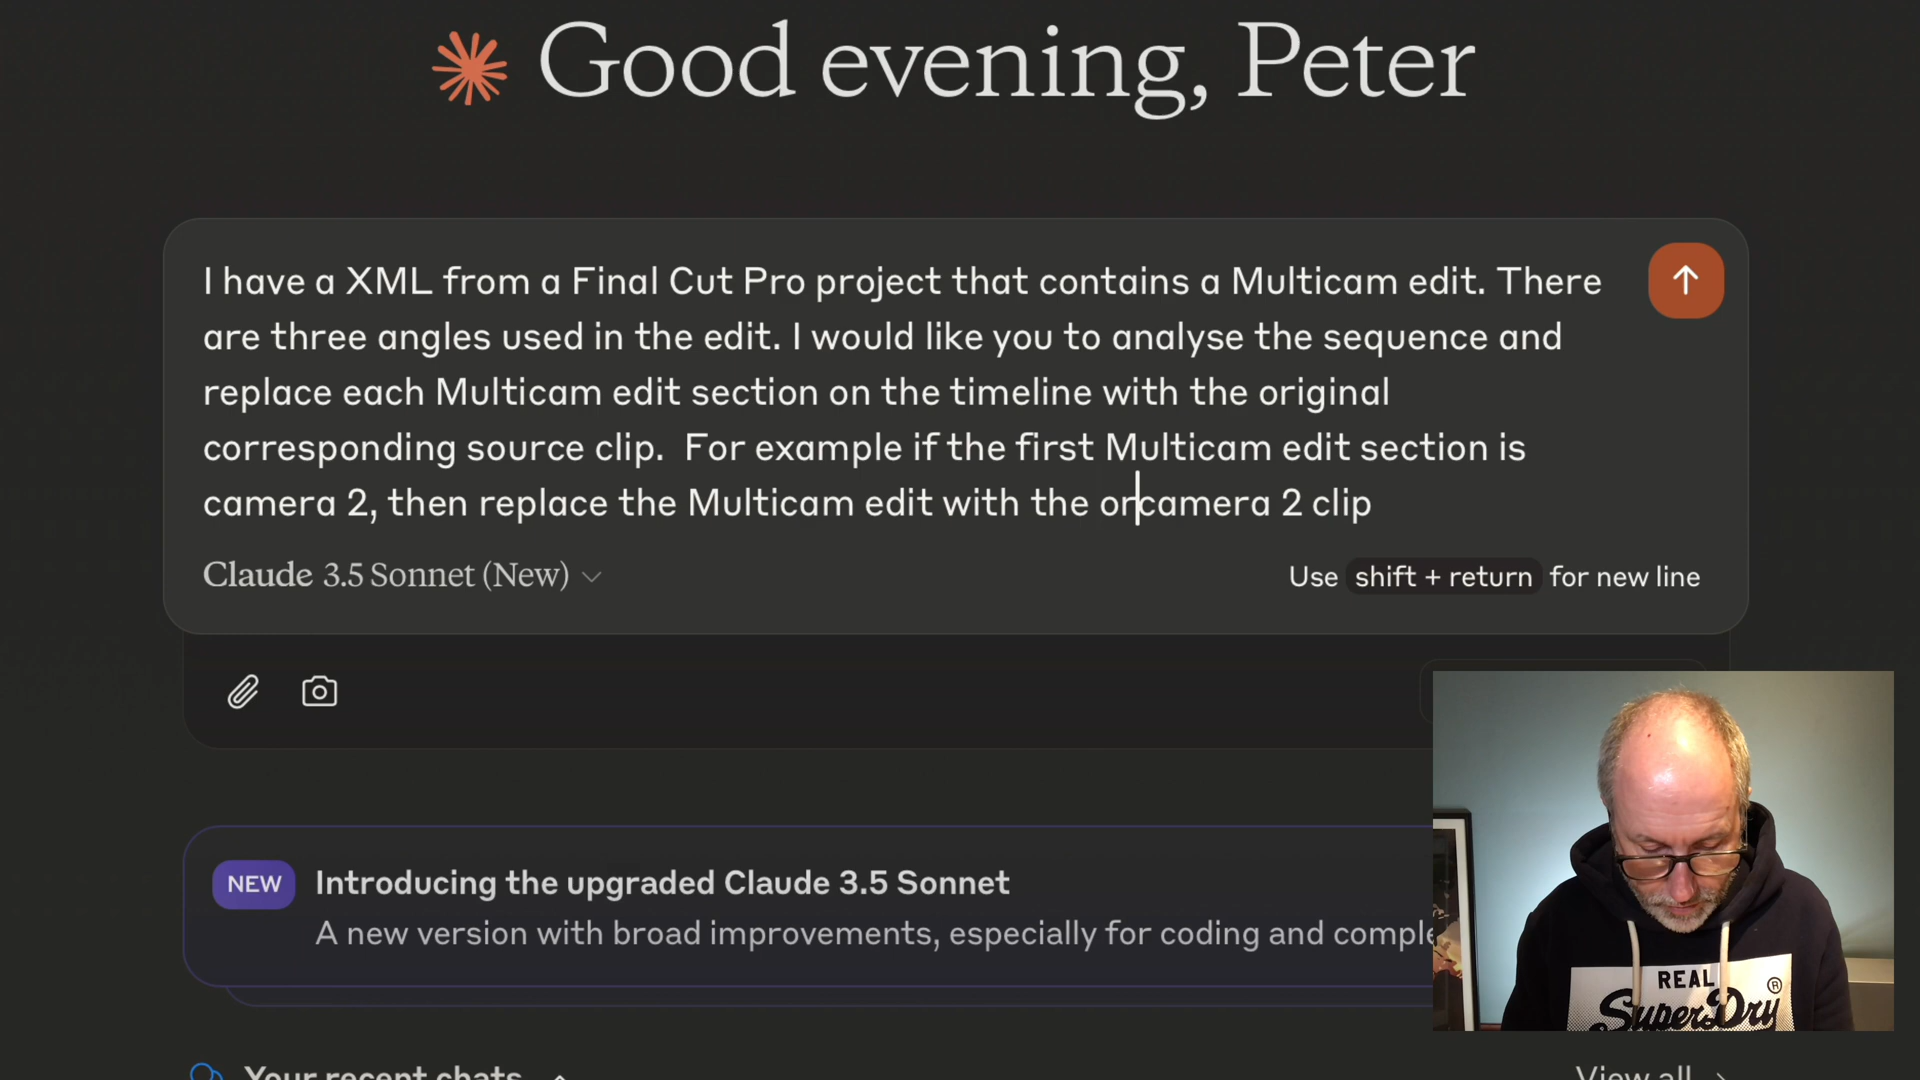 Good evening, Peter
I have a XML from a Final Cut Pro project that contains a Multicam edit. There
are three angles used in the edit. I would like you to analyse the sequence and
replace each Multicam edit section on the timeline with the original
corresponding source clip.  For example if the first Multicam edit section is
camera 2, then replace the Multicam edit with the orcamera 2 clip
Claude 3.5 Sonnet (New)
Use shift + return for new line
NEW
Introducing the upgraded Claude 3.5 Sonnet
A new version with broad improvements, especially for coding and comple
REAL
SuperDry
®
Your recent chats
View all